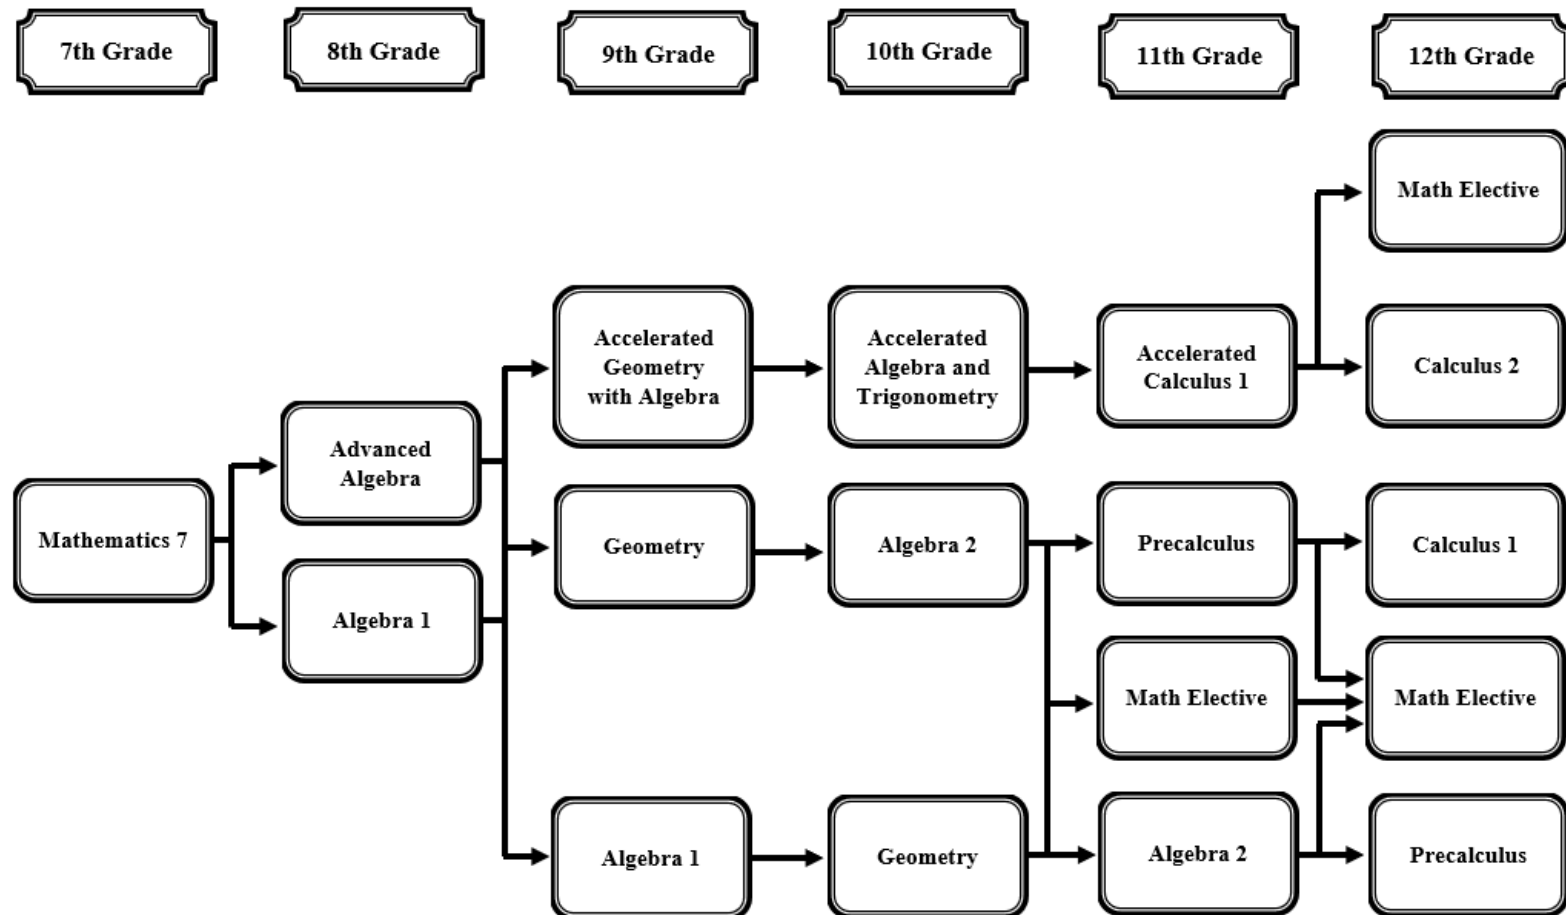 7th Grade
8th Grade
9th Grade
10th Grade
11th Grade
12th Grade
Math Elective
Accelerated
Geometry
with Algebra
Accelerated
Algebra and
Trigonometry
Accelerated
Calculus 1
Calculus 2
Advanced
Algebra
Mathematics 7
Geometry
Algebra 2
Precalculus
Calculus 1
Algebra 1
Math Elective
Math Elective
Algebra 1
Geometry
Algebra 2
Precalculus